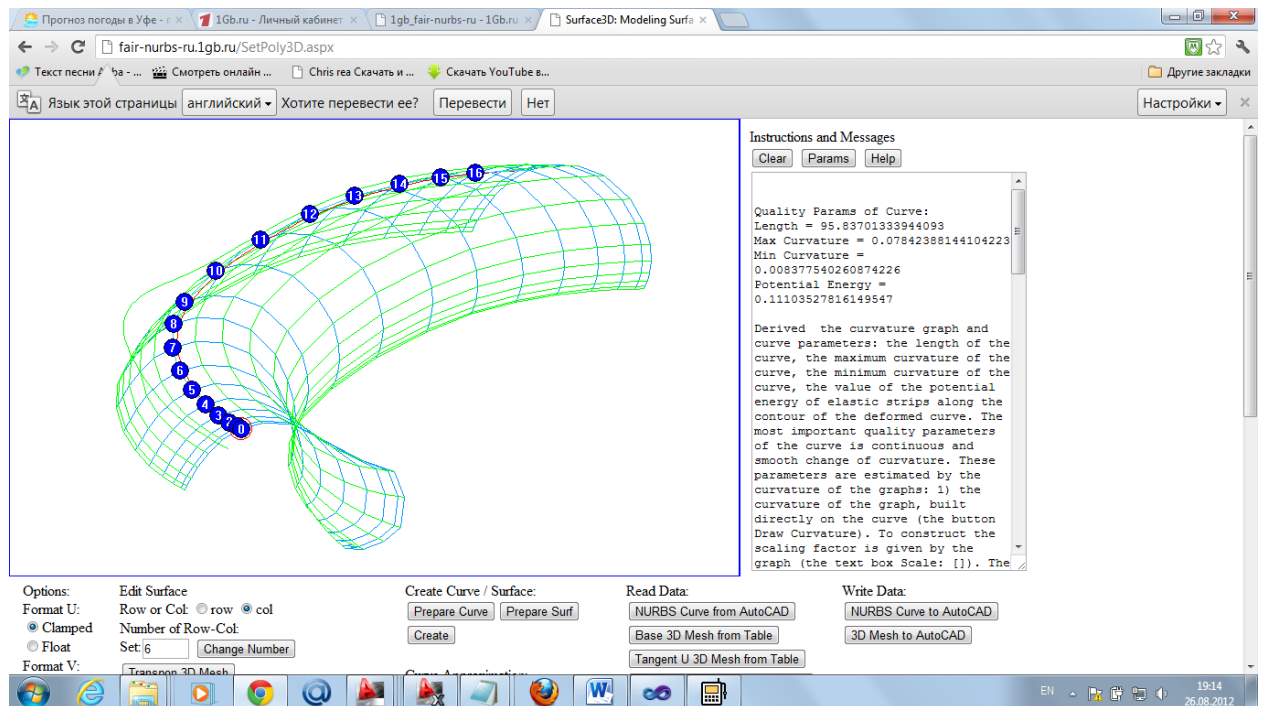 Прогноз погоды в Уфе - г
1Gb.ru - Личный кабинет
1gb_fair-nurbs-ru - 1Gb.ru
Surface3D: Modeling Surfa
fair-nurbs-ru.1gb.ru/SetPoly3D.aspx
Текст песни
ba - ...
Смотреть онлайн ...
Chris rea Скачать и ...
Скачать YouTube в...
Другие закладки
Язык этой страницы английский Хотите перевести ее? Перевести Нет Настройки
Instructions and Messages
Clear Params Help
Quality Params of Curve:
Length = 95.83701333944093
Max Curvature = 0.07842388144104223
Min Curvature =
0.008377540260874226
Potential Energy =
0.11103527816149547
Derived the curvature graph and
curve parameters: the length of the
curve, the maximum curvature of the
curve, the minimum curvature of the
curve, the value of the potential
energy of elastic strips along the
contour of the deformed curve. The
most important quality parameters
of the curve is continuous and
smooth change of curvature. These
parameters are estimated by the
curvature of the graphs: 1) the
curvature of the graph, built
directly on the curve (the button
Draw Curvature). To construct the
scaling factor is given by the
graph (the text box Scale: []). The
16
15
14
13
12
11
10
9
8
7
6
5
4
3
2
0
Options:
Format U:
Clamped
Float
Format V:
Edit Surface
Row or Col: row col
Number of Row-Col:
Set: 6 Change Number
Transpon 3D Mesh
Create Curve / Surface:
Prepare Curve Prepare Surf
Create
Curve Approximation:
Read Data:
NURBS Curve from AutoCAD
Base 3D Mesh from Table
Tangent U 3D Mesh from Table
Write Data:
NURBS Curve to AutoCAD
3D Mesh to AutoCAD
EN
19:14
26.08.2012